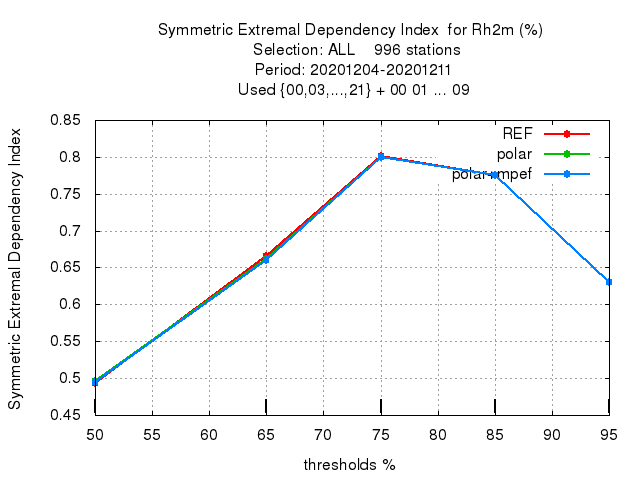 Symmetric Extremal Dependency Index for Rh2m (%)
Selection: ALL 996 stations
Period: 20201204-20201211
Used {00,03,...,21} + 00 01 ... 09
Symmetric Extremal Dependency Index
0.85
0.8
0.75
0.7
0.65
0.6
0.55
0.5
0.45
REF
polar
polar mpef
50 55 60 65 70 75 80 85 90 95
thresholds %